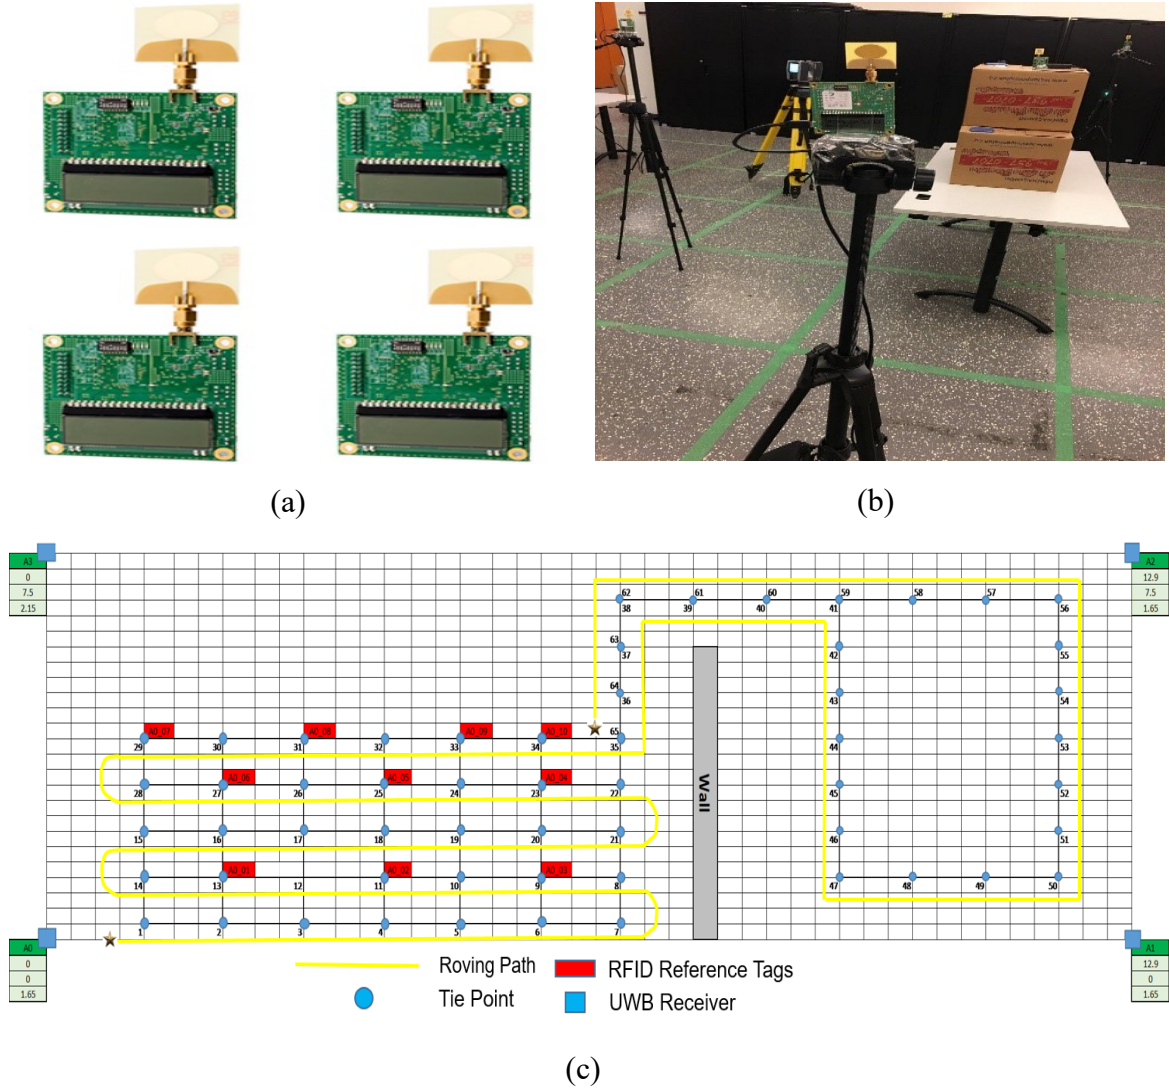 (a)
(b)
A3
0
7.5
2.15
A2
12.9
7.5
1.65
62 61 60 59 58 57
38 39 40 41 56
63
37 42 55
64
36 43 54
A0_07 A0_08 A0_09 A0_10 65
29 30 31 32 33 34 35 44 53
A0_06 A0_05 A0_04
28 27 26 25 24 23 22 45 52
Wall
15 16 17 18 19 20 21 46 51
A0_01 A0_02 A0_03
14 13 12 11 10 9 8 47 48 49 50
1 2 3 4 5 6 7
A0
0
0
1.65
A1
12.9
0
1.65
Roving Path RFID Reference Tags
Tie Point UWB Receiver
(c)